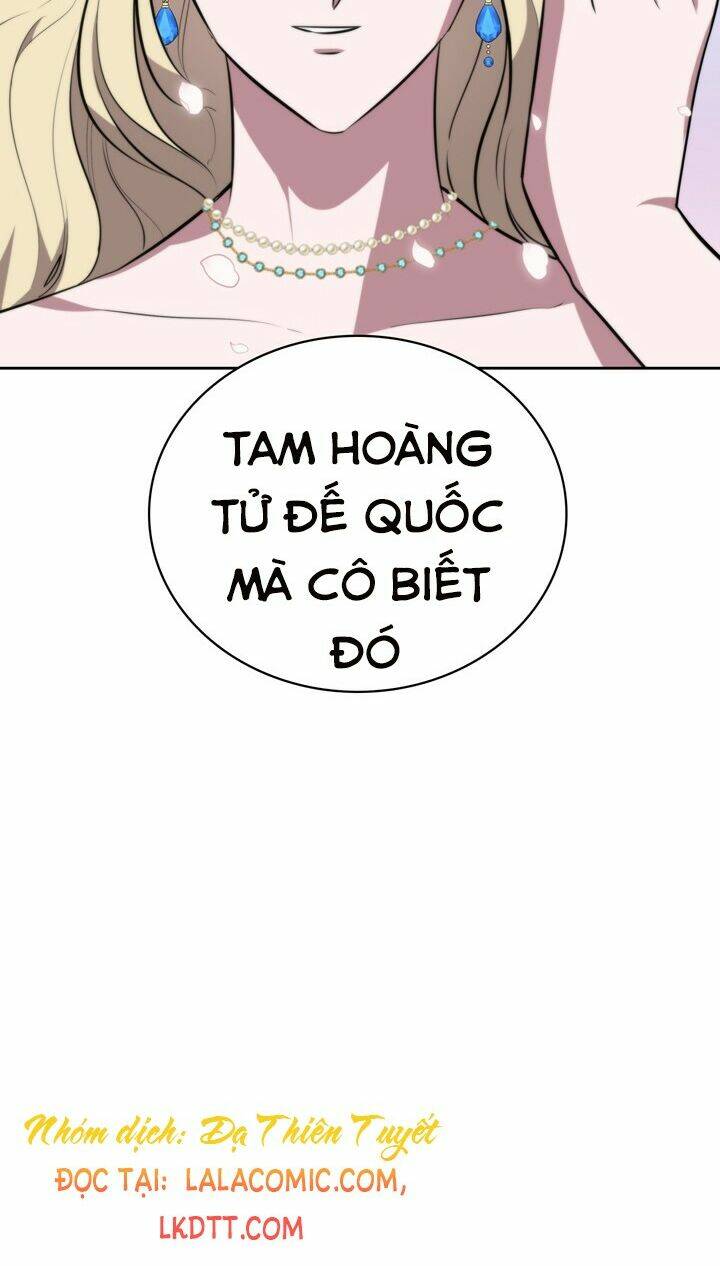 TAM HOÀNG
TỬ ĐẾ QUỐC
MÀ CÔ BIẾT
ĐÓ
Nhóm dịch: Dạ Thiên Tuyết
ĐỌC TẠI: LALACOMIC.COM,
LKDTT.COM